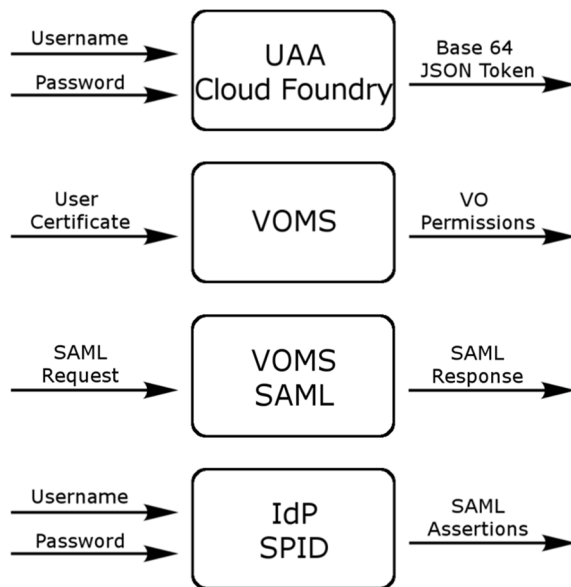 Username
Password
UAA
Cloud Foundry
Base 64
JSON Token
User
Certificate
VOMS
VO
Permissions
SAML
Request
VOMS
SAML
SAML
Response
Username
Password
IdP
SPID
SAML
Assertions